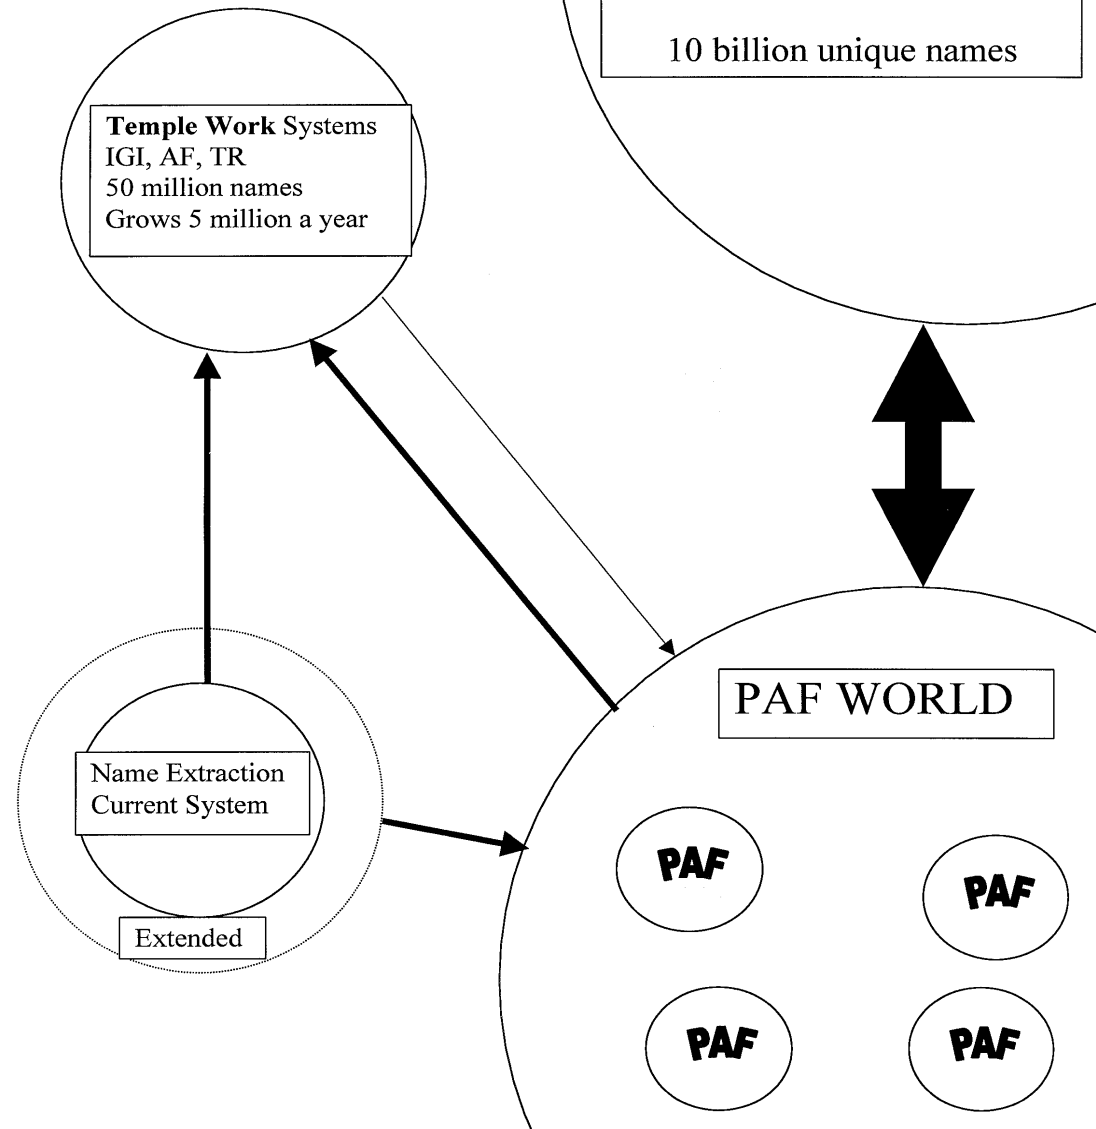 10 billion unique names
Temple Work Systems
IGI, AF, TR
50 million names
Grows 5 million a year
PAF WORLD
Name Extraction
Current System
Extended
PAF
PAF
PAF
PAF